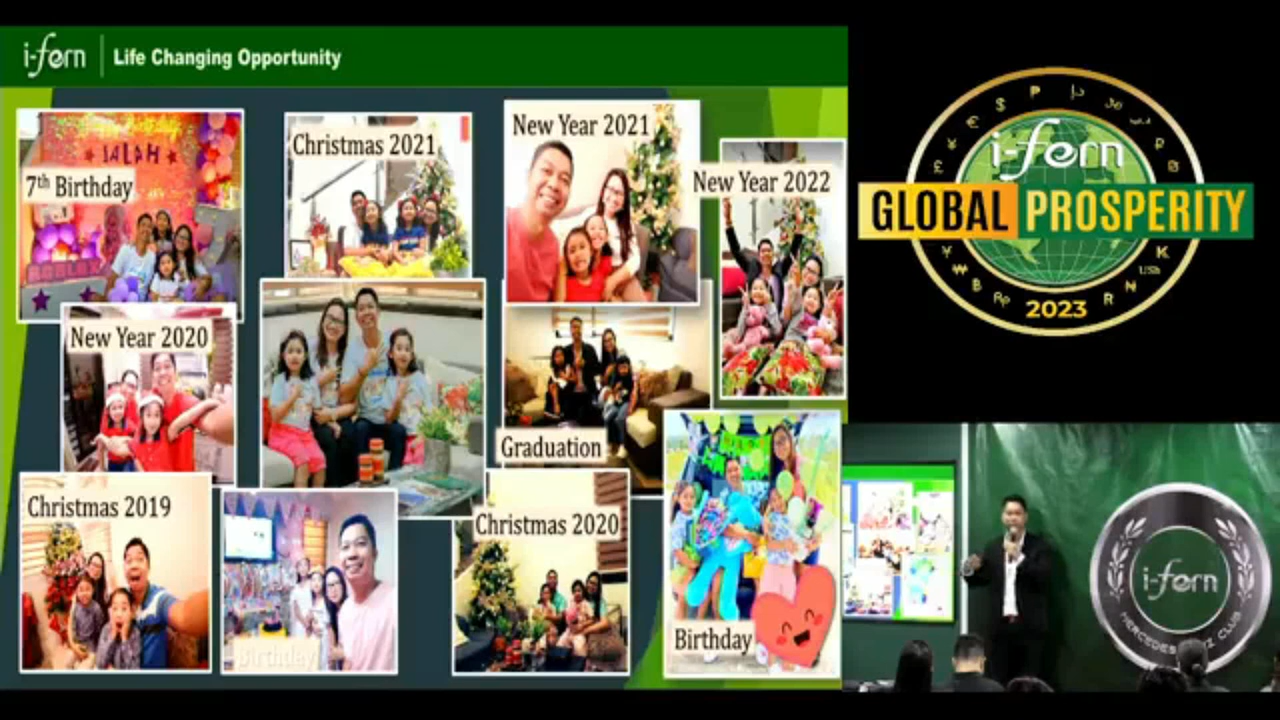 i-fern
Life Changing Opportunity
7th Birthday
Christmas 2021
New Year 2021
New Year 2022
New Year 2020
ROBLOX
Graduation
Christmas 2019
Christmas 2020
Birthday
Birthday
i-fern
GLOBAL PROSPERITY
2023
i-fern